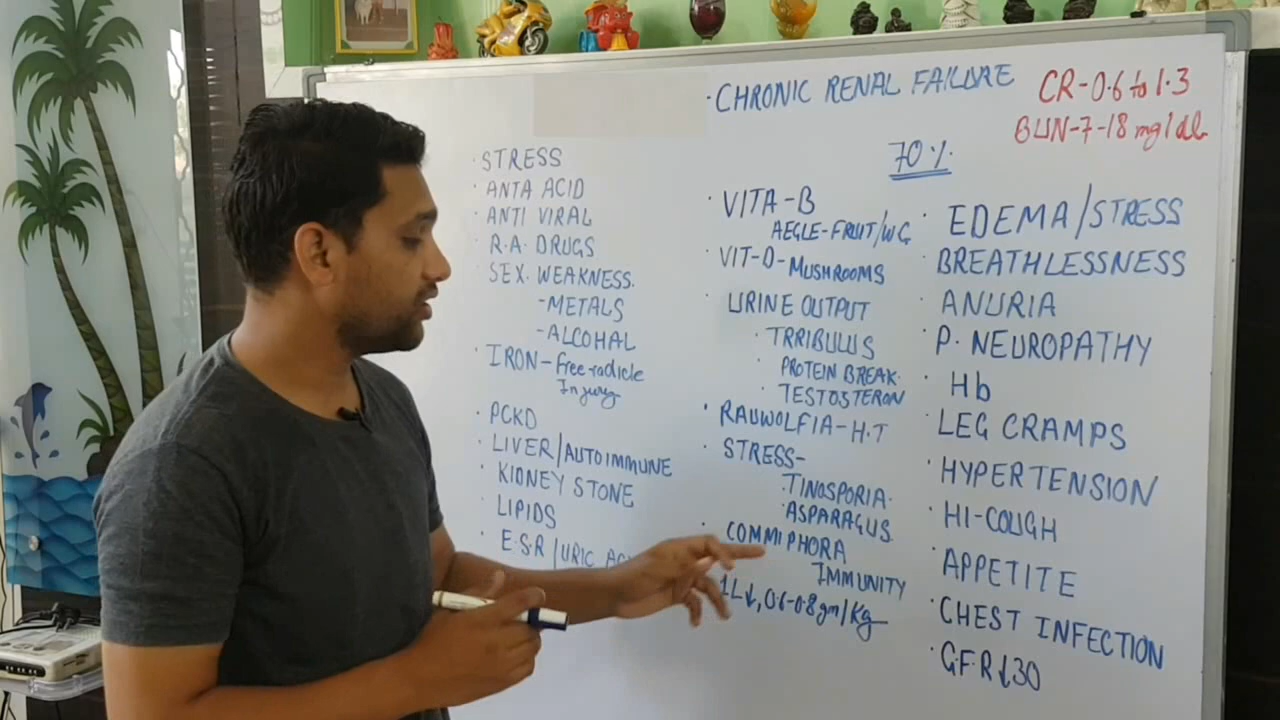 · CHRONIC RENAL FAILURE
CR-0.6 to 1.3
BUN-7-18 mg/dL
70%.
· STRESS
· ANTA ACID
· ANTI VIRAL
· R.A. DRUGS
· SEX. WEAKNESS.
-METALS
-ALCOHAL
· IRON-free-radicle
Injury
· PCKD
· LIVER/AUTOIMMUNE
· KIDNEY STONE
· LIPIDS
· E.S.R/URIC
· VITA-B
AEGLE-FRUIT/WG
· VIT-D-MUSHROOMS
· URINE OUTPUT
· TRRIBULUS
· PROTEIN BREAK.
· TESTOSTERON
· RAUWOLFIA-H.T
· STRESS-
· TINOSPORIA.
· ASPARAGUS.
· COMMIPHORA
IMMUNITY
1L↓, 0.6-0.8gm/Kg
· EDEMA/STRESS
· BREATHLESSNESS
· ANURIA
· P. NEUROPATHY
· Hb
· LEG CRAMPS
· HYPERTENSION
· HI-COUGH
· APPETITE
· CHEST INFECTION
· G.F.R↓30